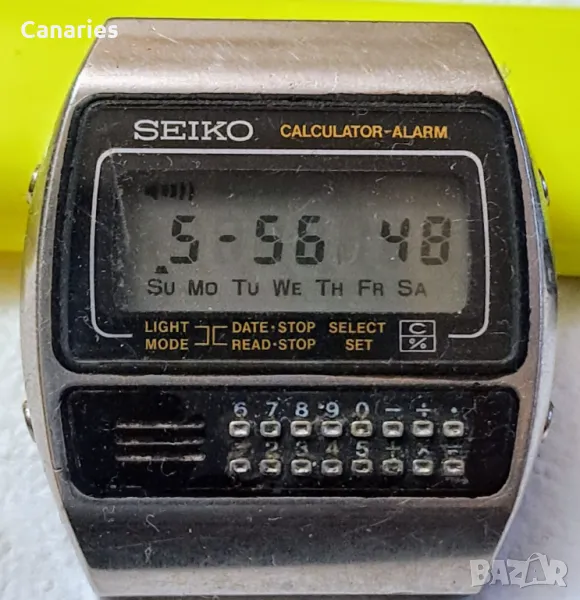 Canaries
SEIKO CALCULATOR-ALARM
5-56 48
SU MO TU WE TH FR SA
LIGHT DATE·STOP SELECT C
MODE READ·STOP SET %
6 7 8 9 0 - ÷ ·
2 3 4 5 + × =
BAZAR